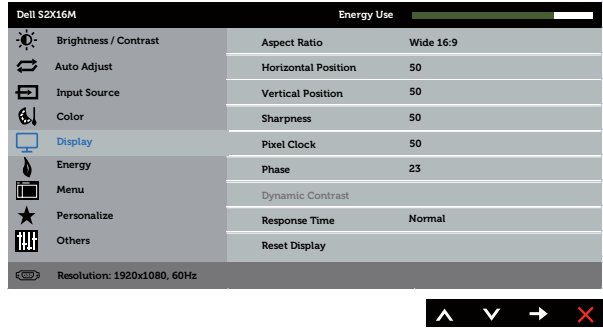 Dell S2X16M Energy Use
Brightness / Contrast
Auto Adjust
Input Source
Color
Display
Energy
Menu
Personalize
Others
Aspect Ratio Wide 16:9
Horizontal Position 50
Vertical Position 50
Sharpness 50
Pixel Clock 50
Phase 23
Dynamic Contrast
Response Time Normal
Reset Display
Resolution: 1920x1080, 60Hz